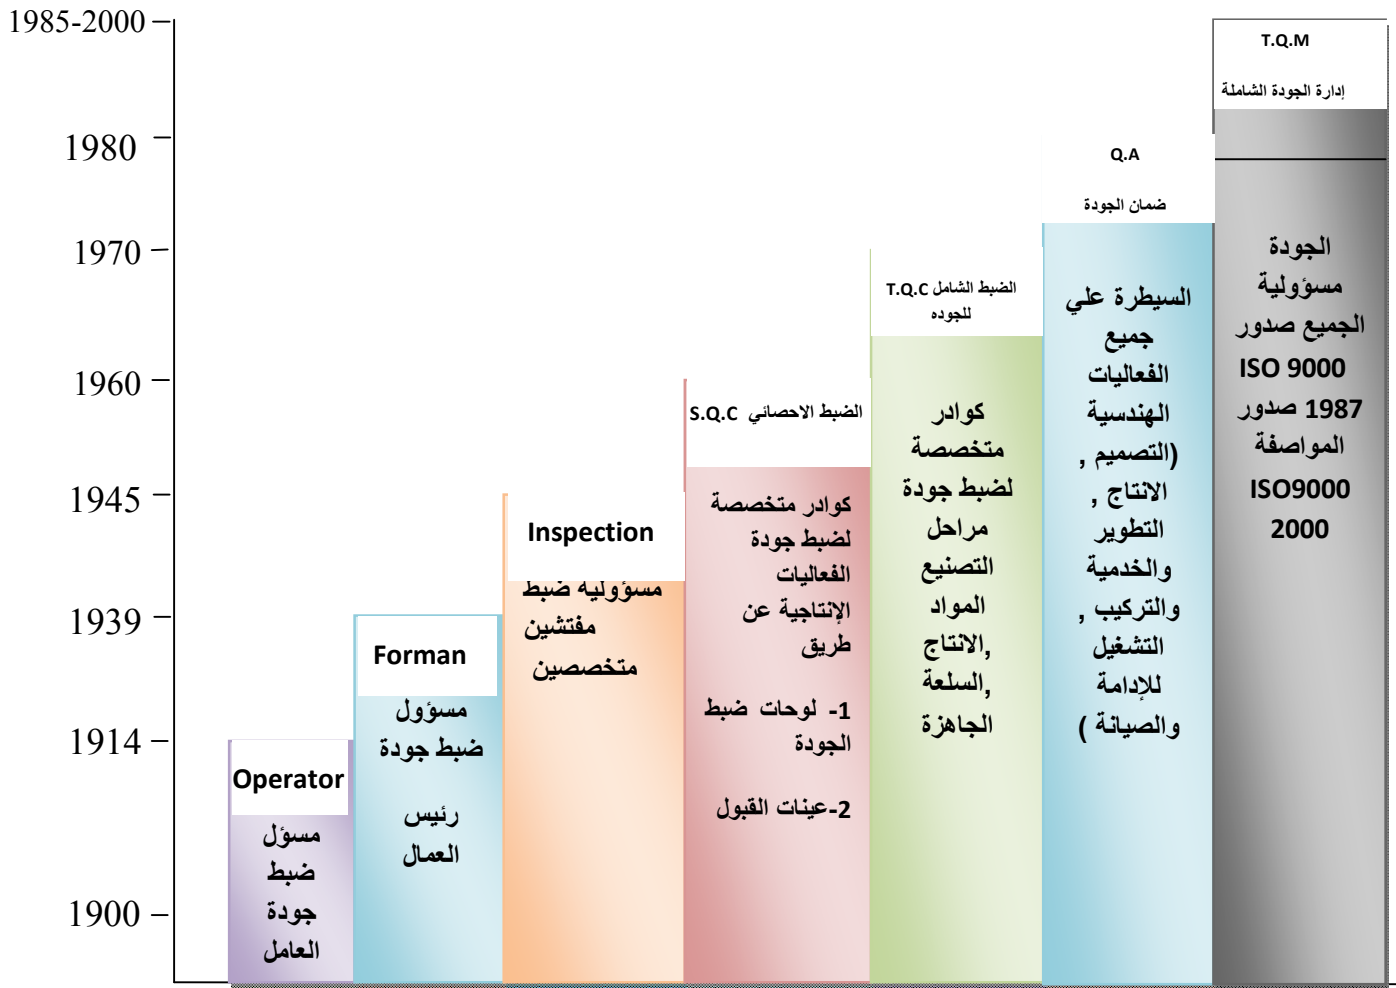 1985-2000
1980
1970
1960
1945
1939
1914
1900
Operator
مسؤل
ضبط
جودة
العامل
Forman
مسؤول
ضبط جودة
رئيس
العمال
Inspection
مسؤولية ضبط
مفتشين
متخصصين
الضبط الاحصائي S.Q.C
كوادر متخصصة
لضبط جودة
الفعاليات
الإنتاجية عن
طريق
1- لوحات ضبط
الجودة
2-عينات القبول
الضبط الشامل T.Q.C
للجوده
كوادر
متخصصة
لضبط جودة
مراحل
التصنيع
المواد
,الانتاج
,السلعة
الجاهزة
Q.A
ضمان الجودة
السيطرة علي
جميع
الفعاليات
الهندسية
(التصميم ,
الانتاج ,
التطوير
والخدمية
والتركيب ,
التشغيل
للإدامة
والصيانة )
T.Q.M
إدارة الجودة الشاملة
الجودة
مسؤولية
الجميع صدور
ISO 9000
1987 صدور
المواصفة
ISO9000
2000